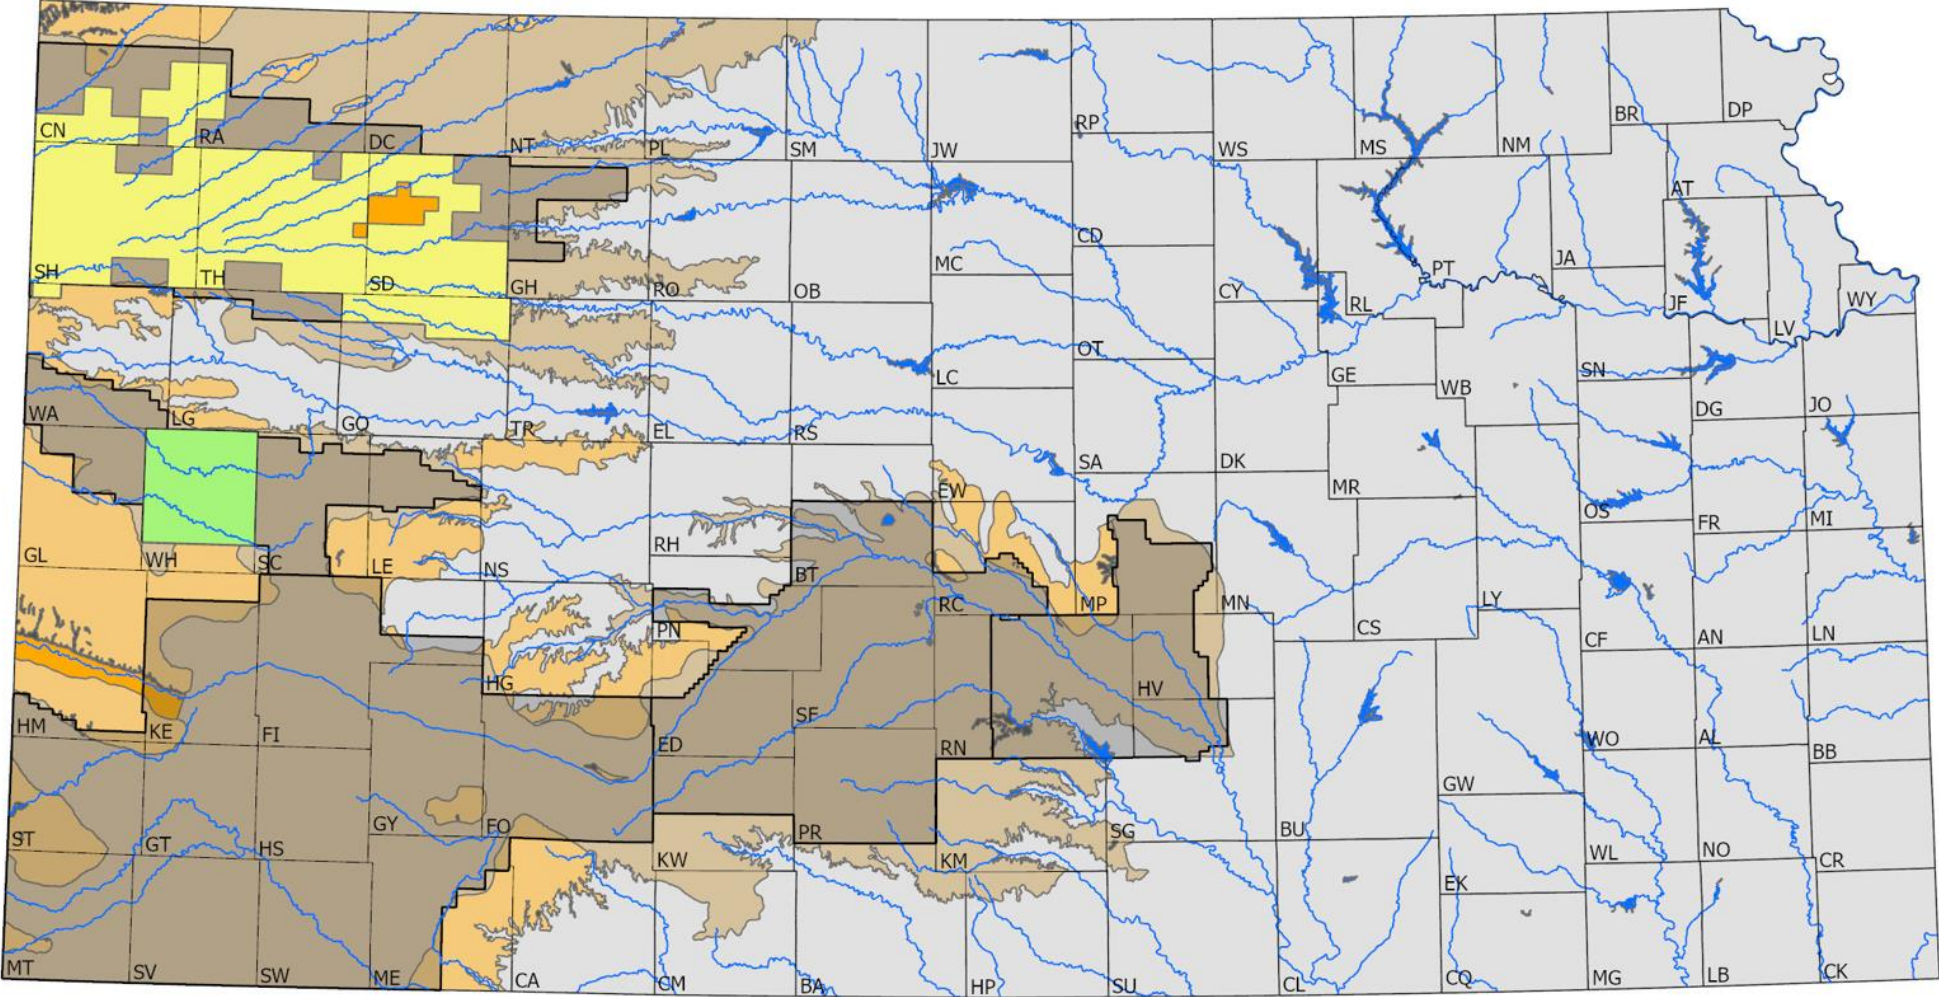 CN
RA
DC
NT
PL
SM
JW
RP
WS
MS
NM
BR
DP
SH
TH
SD
GH
RO
OB
MC
CD
CY
RL
PT
JA
AT
JF
LV
WY
WA
LG
GO
TR
EL
RS
LC
OT
GE
WB
SN
DG
JO
GL
WH
SC
LE
NS
RH
BT
EW
SA
DK
MR
OS
FR
MI
HM
KE
FI
HG
PN
ED
SF
RC
RN
MP
HV
MN
CS
LY
CF
AN
LN
ST
GT
HS
GY
FO
KW
PR
KM
SG
BU
GW
WO
AL
BB
MT
SV
SW
ME
CA
CM
BA
HP
SU
CL
CQ
EK
WL
NO
CR
MG
LB
CK